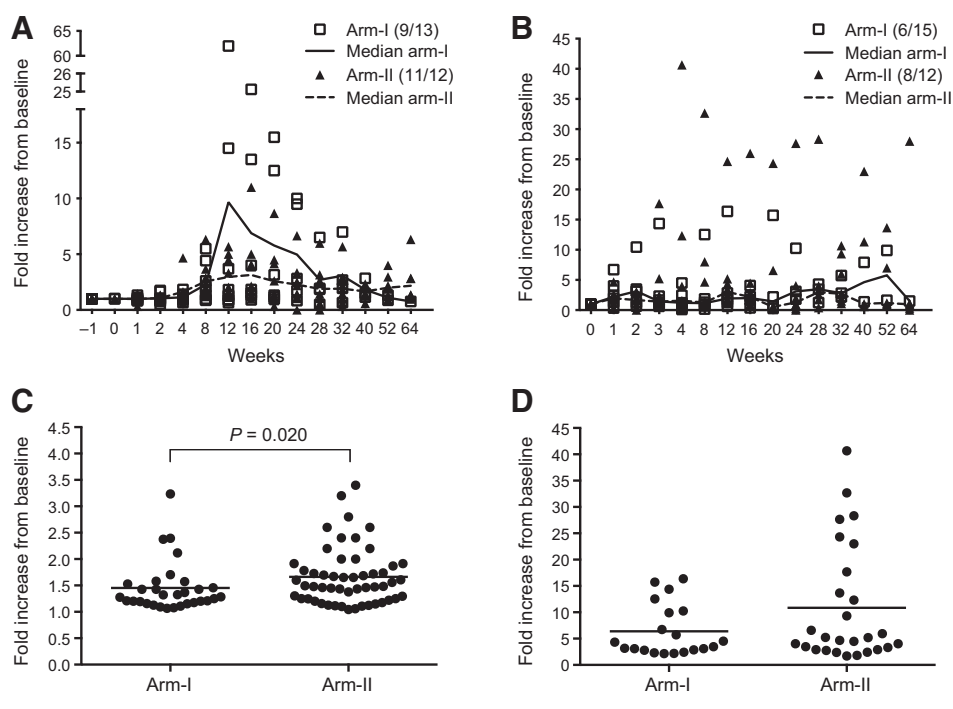 A
Fold increase from baseline
65
60
26
25
15
10
5
0
Arm-I (9/13)
Median arm-I
Arm-II (11/12)
Median arm-II
−1 0 1 2 4 8 12 16 20 24 28 32 40 52 64
Weeks
B
Fold increase from baseline
45
40
35
30
25
20
15
10
5
0
Arm-I (6/15)
Median arm-I
Arm-II (8/12)
Median arm-II
0 1 2 3 4 8 12 16 20 24 28 32 40 52 64
Weeks
C
Fold increase from baseline
4.5
4.0
3.5
3.0
2.5
2.0
1.5
1.0
0.5
0.0
P = 0.020
Arm-I Arm-II
D
Fold increase from baseline
45
40
35
30
25
20
15
10
5
0
Arm-I Arm-II